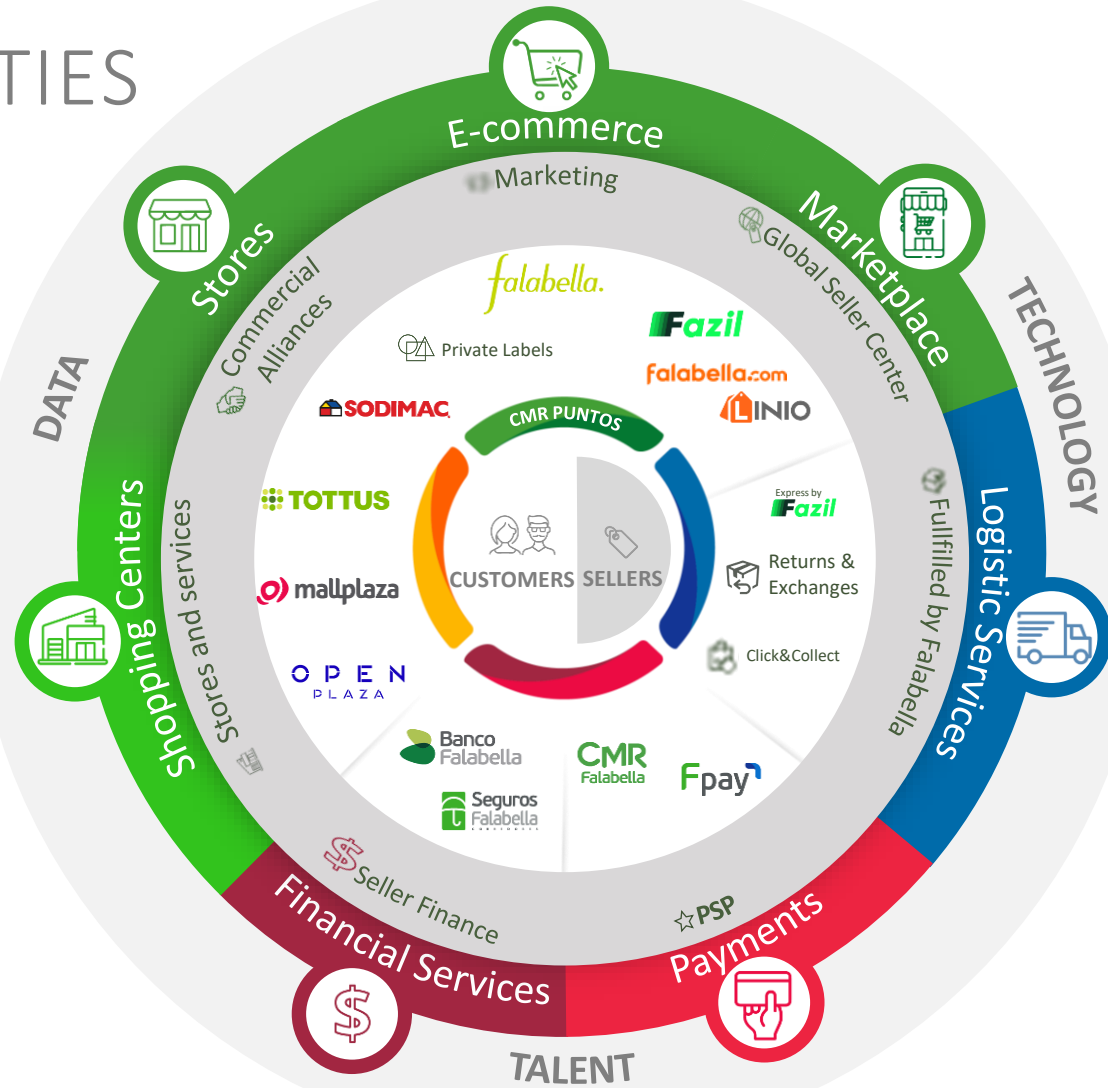 TIES
E-commerce
Marketing
Stores
Commercial
Alliances
Marketplace
Global Seller Center
DATA
TECHNOLOGY
falabella.
Private Labels
Fazil
falabella.com
LINIO
SODIMAC
CMR PUNTOS
TOTTUS
mallplaza
OPEN
PLAZA
CUSTOMERS
SELLERS
Express by
Fazil
Returns &
Exchanges
Click&Collect
Shopping Centers
Stores and services
Logistic Services
Fullfilled by Falabella
Banco
Falabella
Seguros
Falabella
CMR
Falabella
Fpay
Seller Finance
Financial Services
PSP
Payments
TALENT